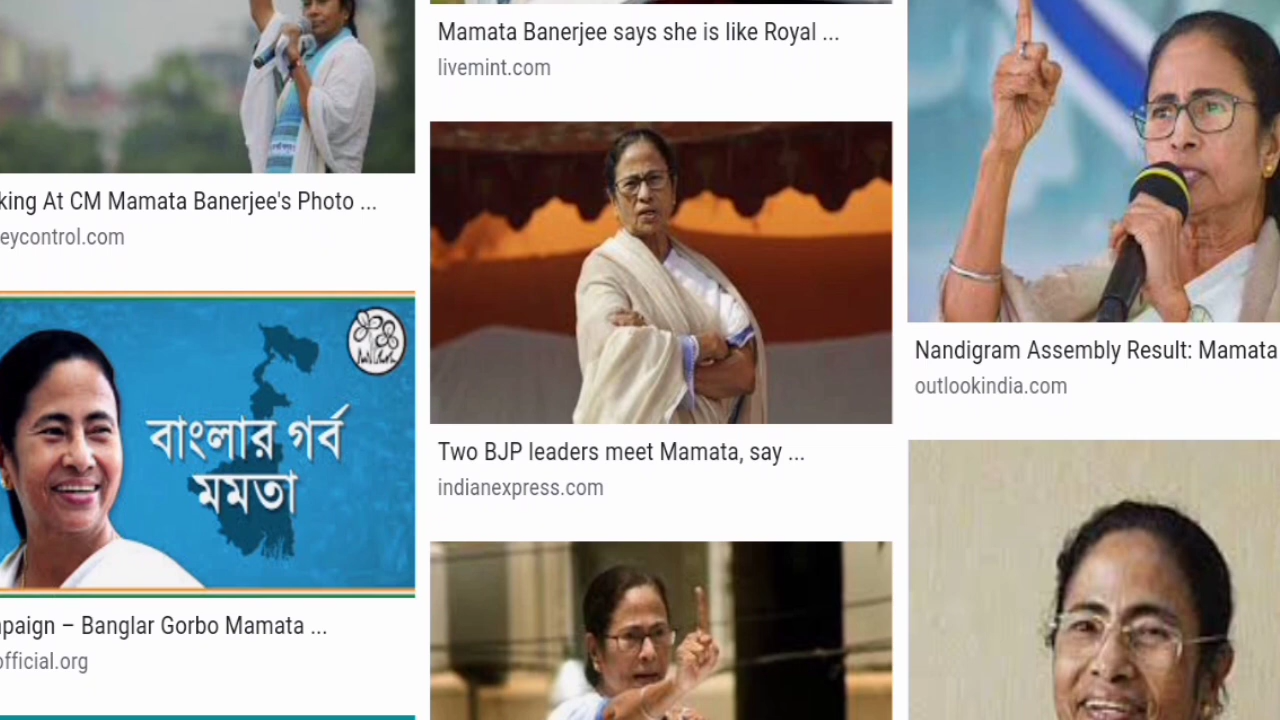 king At CM Mamata Banerjee's Photo ...
eycontrol.com
বাংলার গর্ব
মমতা
paign – Banglar Gorbo Mamata ...
official.org
Mamata Banerjee says she is like Royal ...
livemint.com
Two BJP leaders meet Mamata, say ...
indianexpress.com
Nandigram Assembly Result: Mamata
outlookindia.com